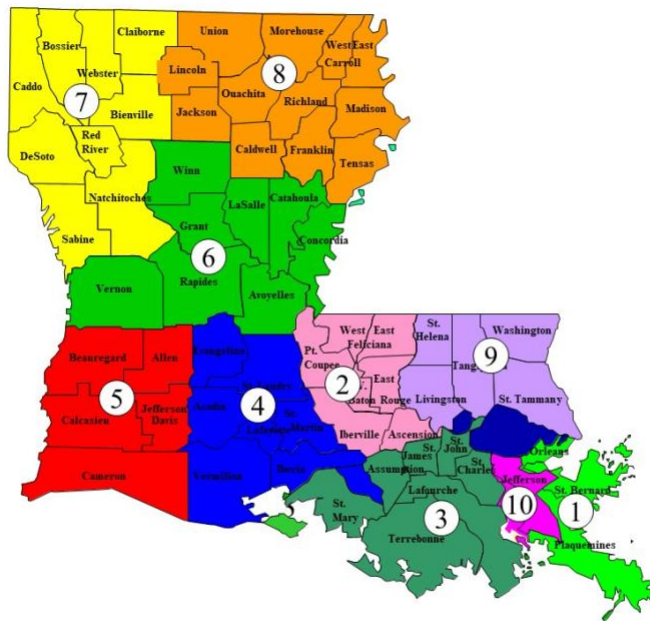 Claiborne
Union
Morehouse
Bossier
West
East
Carroll
Webster
Lincoln
8
Caddo
7
Ouachita
Richland
Bienville
Jackson
Madison
Red
River
Caldwell
Franklin
DeSoto
Tensas
Winn
Natchitoches
LaSalle
Catahoula
Grant
Sabine
6
Concordia
Rapides
Vernon
Avoyelles
St.
Helena
Washington
West
East
Feliciana
Beauregard
Allen
Evangeline
Pt.
Coupee
9
2
East
St. Tammany
5
4
Baton Rouge
Livingston
Calcasieu
Jefferson
Davis
Acadia
St.
Martin
Iberville
Ascension
St.
John
Orleans
St.
James
Cameron
Vermilion
Iberia
St.
Charles
Jefferson
St. Bernard
Lafourche
St.
Mary
3
10
1
Terrebonne
Plaquemines